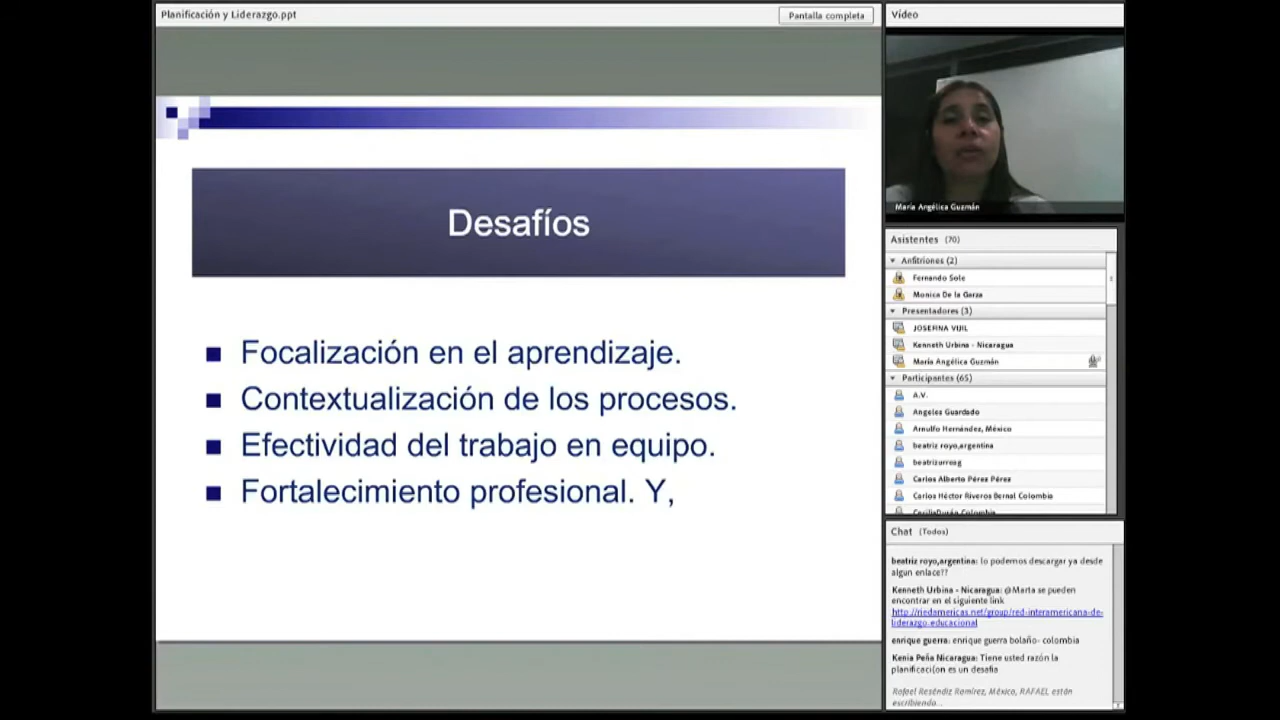 Planificación y Liderazgo.ppt
Pantalla completa
Desafíos
Focalización en el aprendizaje.
Contextualización de los procesos.
Efectividad del trabajo en equipo.
Fortalecimiento profesional. Y,
Vídeo
María Angélica Guzmán
Asistentes (70)
Anfitriones (2)
Fernando Sole
Monica De la Garza
Presentadores (3)
JOSEFINA VIJIL
Kenneth Urbina - Nicaragua
María Angélica Guzmán
Participantes (65)
A.V.
Angeles Guardado
Arnulfo Hernández, México
beatriz royo,argentina
beatizurreag
Carlos Alberto Pérez Pérez
Carlos Héctor Riveros Bernal Colombia
CeciliaDurán Colombia
Chat (Todos)
beatriz royo,argentina: lo podemos descargar ya desde
algun enlace??
Kenneth Urbina - Nicaragua: @Marta se pueden
encontrar en el siguiente link
http://riedamericas.net/group/red-interamericana-de-
liderazgo-educacional
enrique guerra: enrique guerra bolaño- colombia
Kenia Peña Nicaragua: Tiene usted razón la
planificaci{on es un desafia
Rafael Reséndiz Ramírez, México, RAFAEL están
escribiendo...